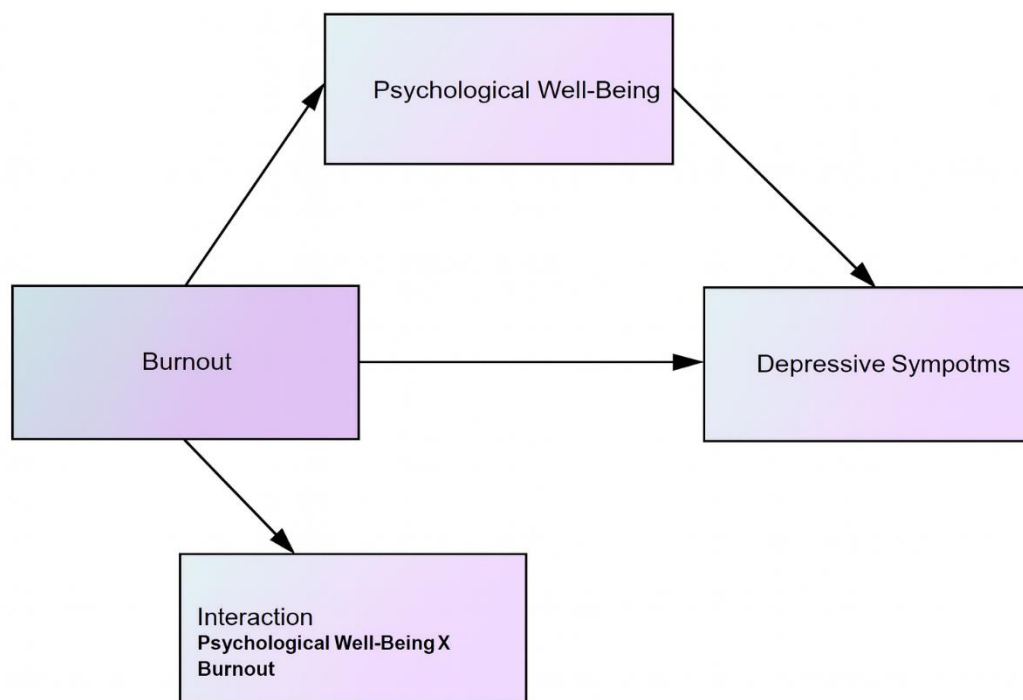 Psychological Well-Being
Burnout
Depressive Sympotms
Interaction
Psychological Well-Being X
Burnout